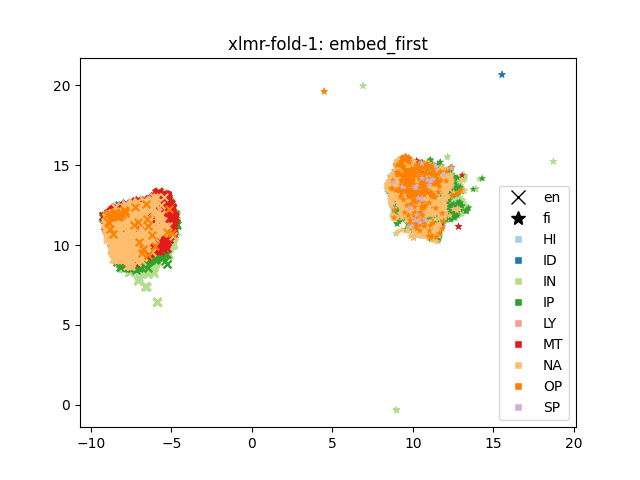 xlmr-fold-1: embed_first
20
15
10
5
0
−10
−5
0
5
10
15
20
en
fi
HI
ID
IN
IP
LY
MT
NA
OP
SP